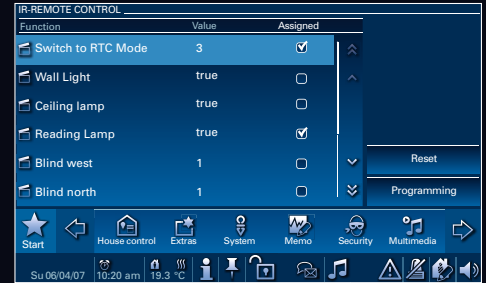 IR-REMOTE CONTROL
Function Value Assigned
Switch to RTC Mode 3
Wall Light true
Ceiling lamp true
Reading Lamp true
Blind west 1
Blind north 1
Reset
Programming
Start House control Extras System Memo Security Multimedia
Su 06/04/07 10:20 am 19.3 °C